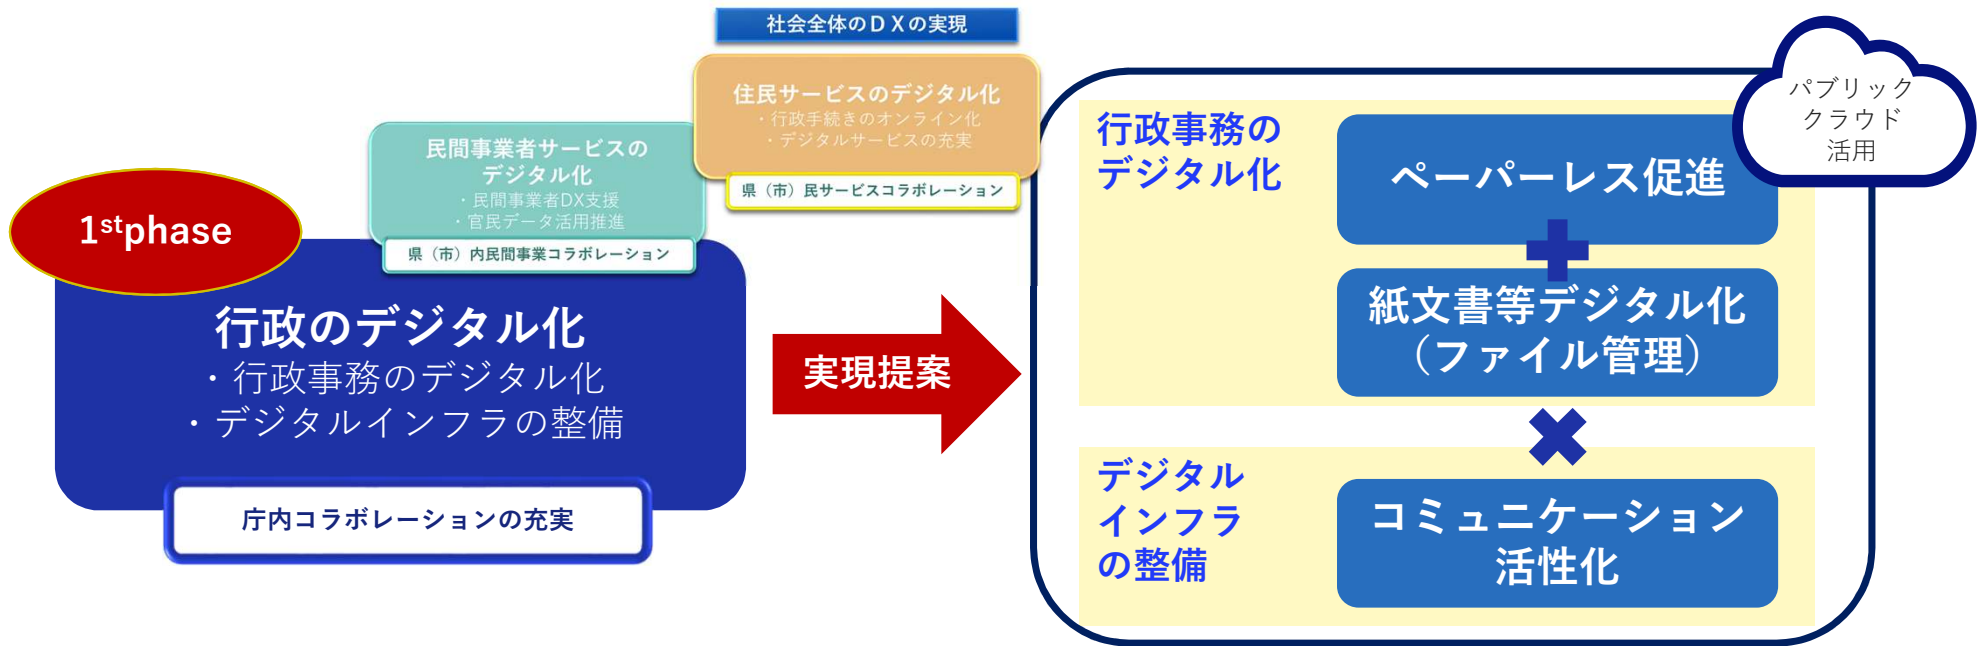 社会全体のDXの実現
住民サービスのデジタル化
・行政手続きのオンライン化
・デジタルサービスの充実
県（市）民サービスコラボレーション
民間事業者サービスの
デジタル化
・民間事業者DX支援
・官民データ活用推進
県（市）内民間事業コラボレーション
1stphase
行政のデジタル化
・行政事務のデジタル化
・デジタルインフラの整備
庁内コラボレーションの充実
実現提案
パブリック
クラウド
活用
行政事務の
デジタル化
ペーパーレス促進
紙文書等デジタル化
（ファイル管理）
デジタル
インフラ
の整備
コミュニケーション
活性化